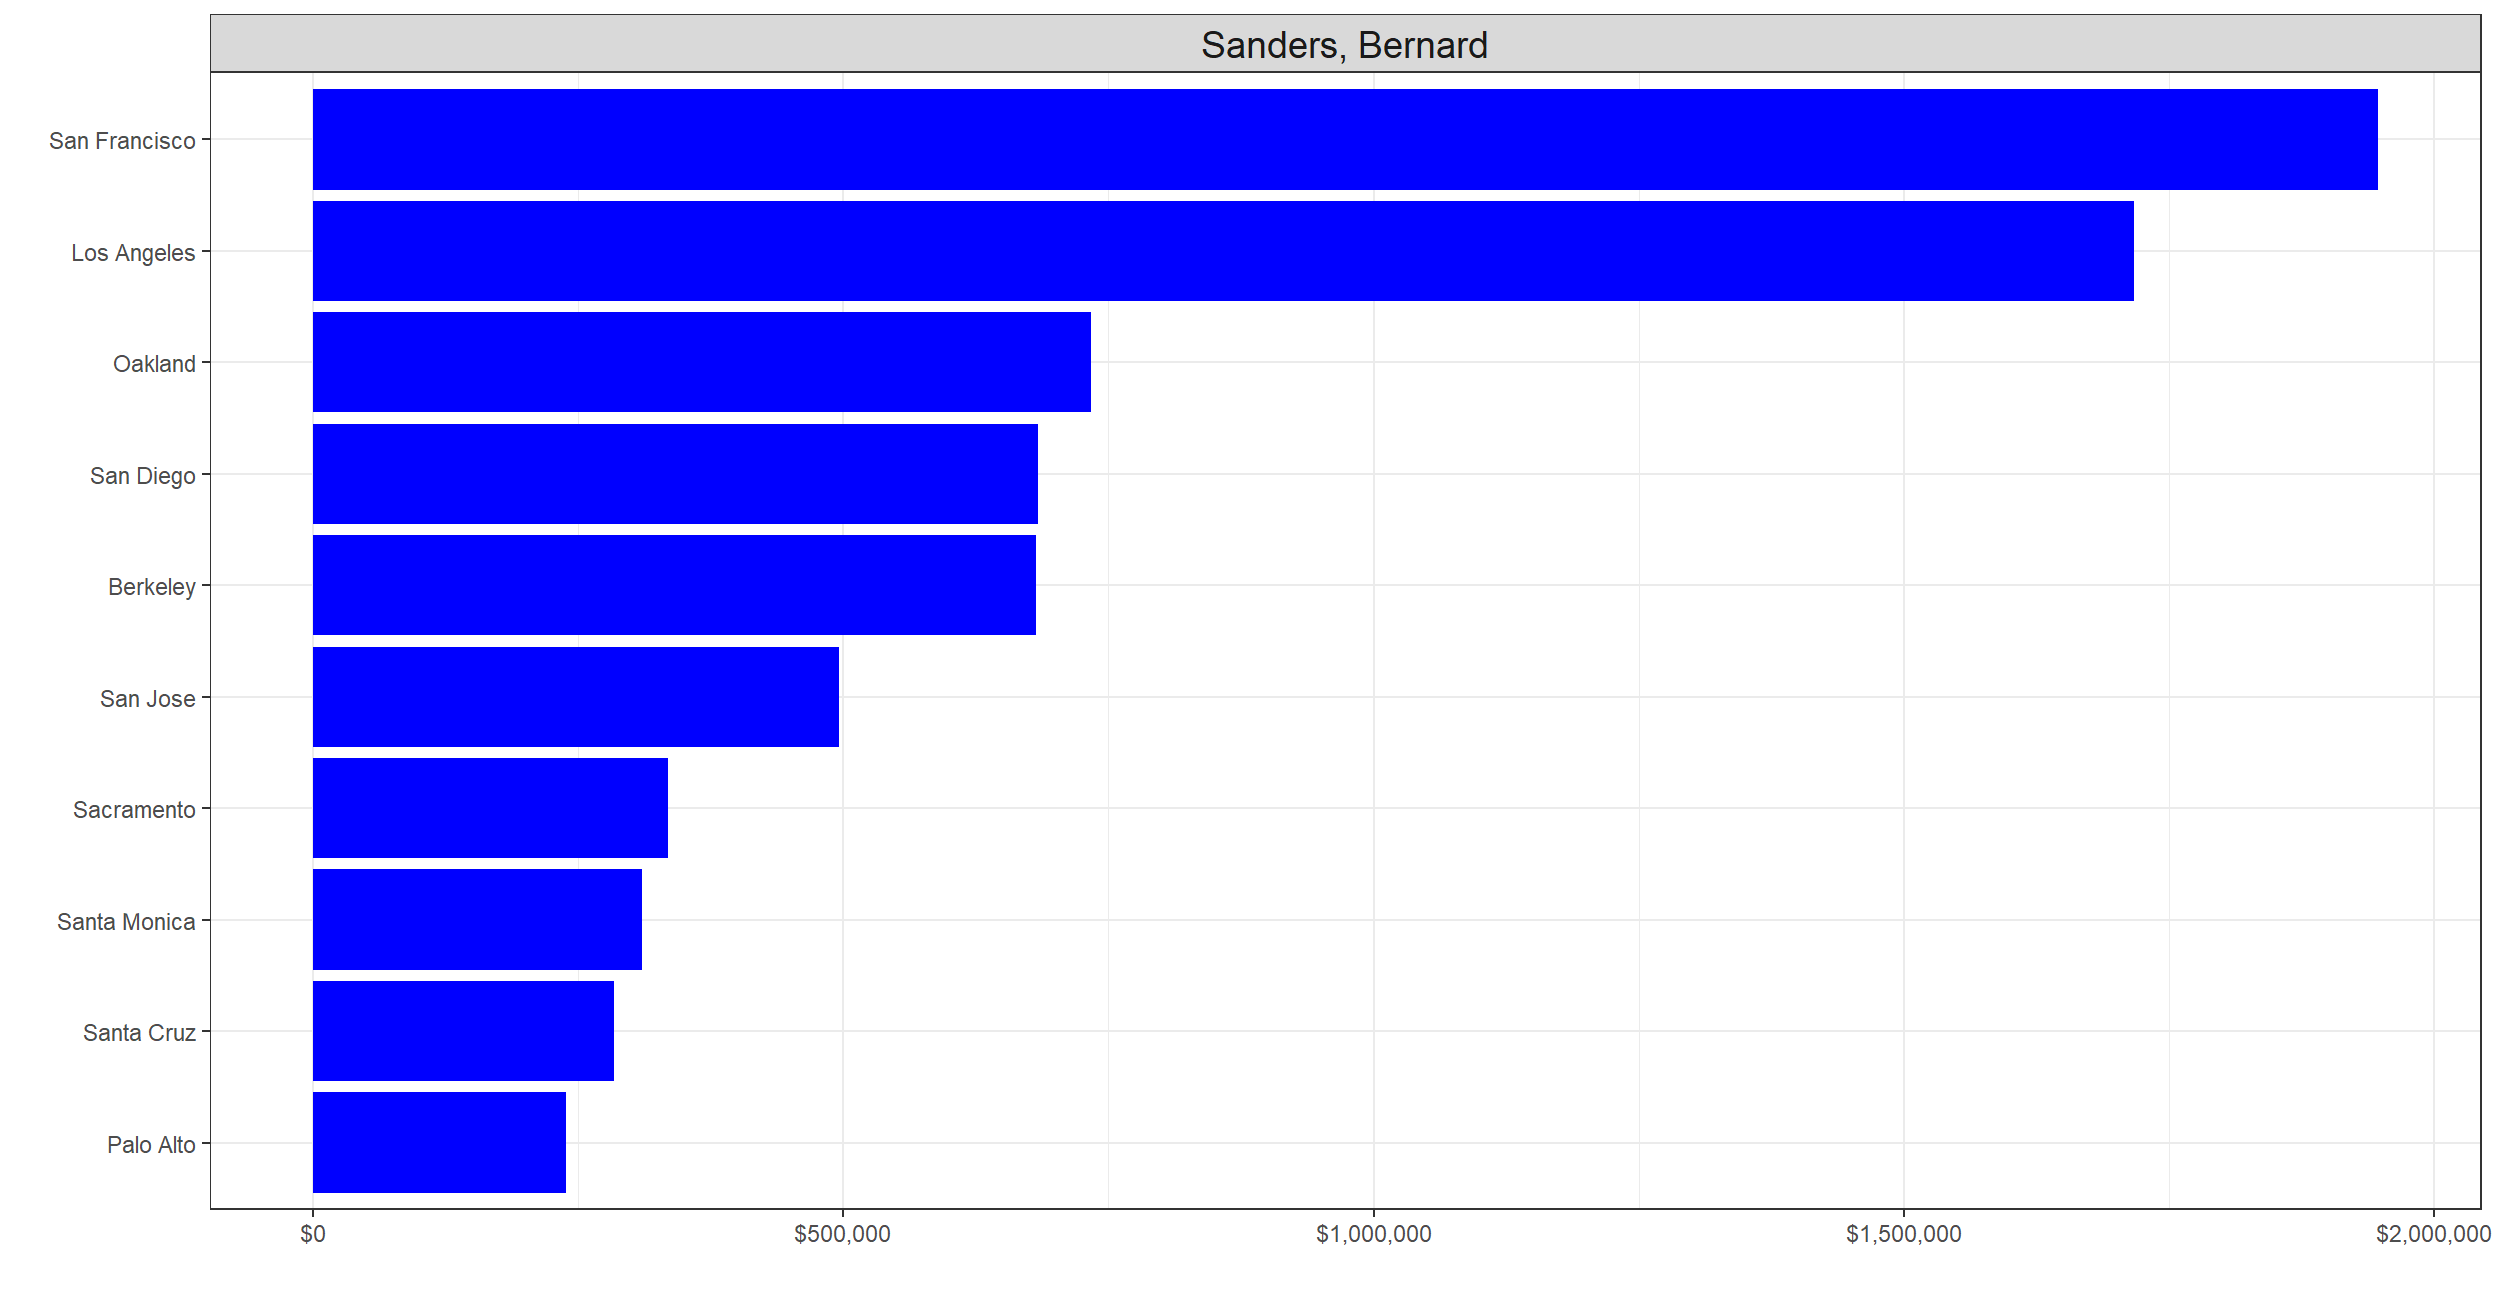 Sanders, Bernard
San Francisco
Los Angeles
Oakland
San Diego
Berkeley
San Jose
Sacramento
Santa Monica
Santa Cruz
Palo Alto
$0 $500,000 $1,000,000 $1,500,000 $2,000,000